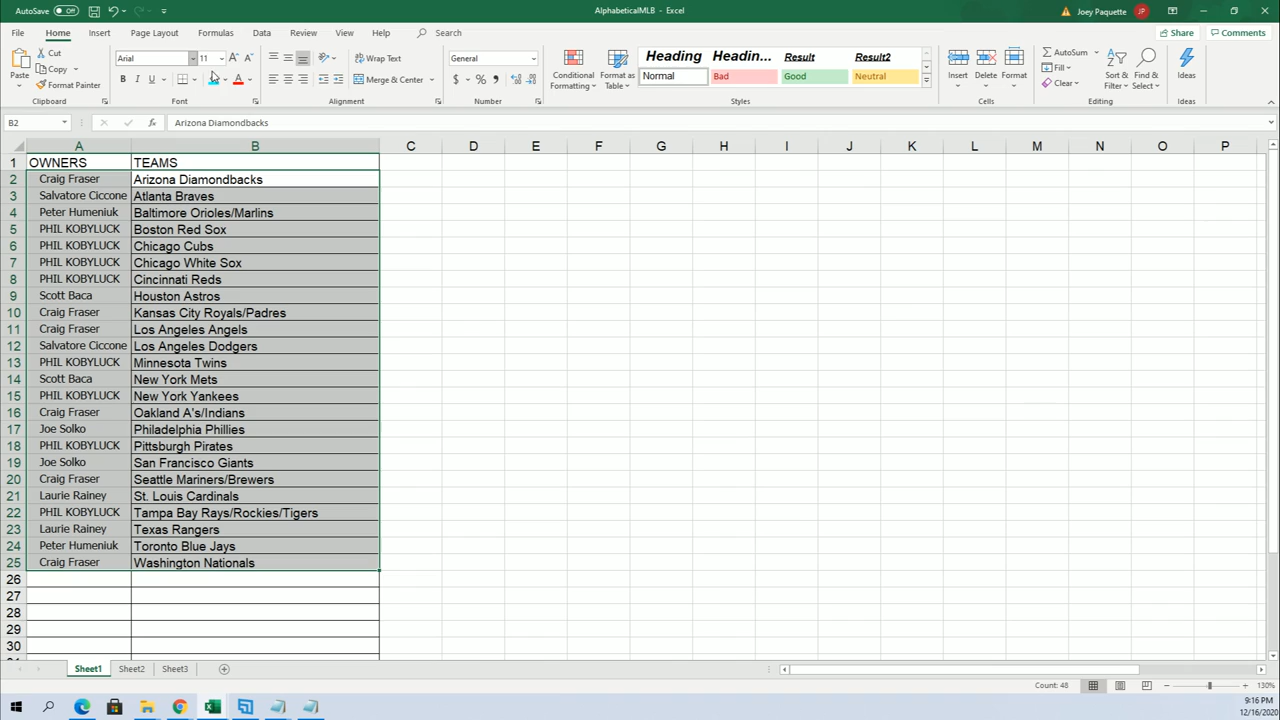 AutoSave Off
AlphabeticalMLB - Excel
Joey Paquette JP
File Home Insert Page Layout Formulas Data Review View Help Search Share Comments
Paste Cut Copy Format Painter Clipboard
Arial 11 B I U A Font
Wrap Text Merge & Center Alignment
General $ % Number
Conditional Formatting Format as Table
Heading Headin... Result Result2
Normal Bad Good Neutral Styles
Insert Delete Format Cells
AutoSum Fill Clear Sort & Filter Find & Select Editing
Ideas Ideas
B2 fx Arizona Diamondbacks
A B C D E F G H I J K L M N O P
1 OWNERS TEAMS
2 Craig Fraser Arizona Diamondbacks
3 Salvatore Ciccone Atlanta Braves
4 Peter Humeniuk Baltimore Orioles/Marlins
5 PHIL KOBYLUCK Boston Red Sox
6 PHIL KOBYLUCK Chicago Cubs
7 PHIL KOBYLUCK Chicago White Sox
8 PHIL KOBYLUCK Cincinnati Reds
9 Scott Baca Houston Astros
10 Craig Fraser Kansas City Royals/Padres
11 Craig Fraser Los Angeles Angels
12 Salvatore Ciccone Los Angeles Dodgers
13 PHIL KOBYLUCK Minnesota Twins
14 Scott Baca New York Mets
15 PHIL KOBYLUCK New York Yankees
16 Craig Fraser Oakland A's/Indians
17 Joe Solko Philadelphia Phillies
18 PHIL KOBYLUCK Pittsburgh Pirates
19 Joe Solko San Francisco Giants
20 Craig Fraser Seattle Mariners/Brewers
21 Laurie Rainey St. Louis Cardinals
22 PHIL KOBYLUCK Tampa Bay Rays/Rockies/Tigers
23 Laurie Rainey Texas Rangers
24 Peter Humeniuk Toronto Blue Jays
25 Craig Fraser Washington Nationals
26
27
28
29
30
Sheet1 Sheet2 Sheet3
Count: 48 130%
9:16 PM
12/16/2020